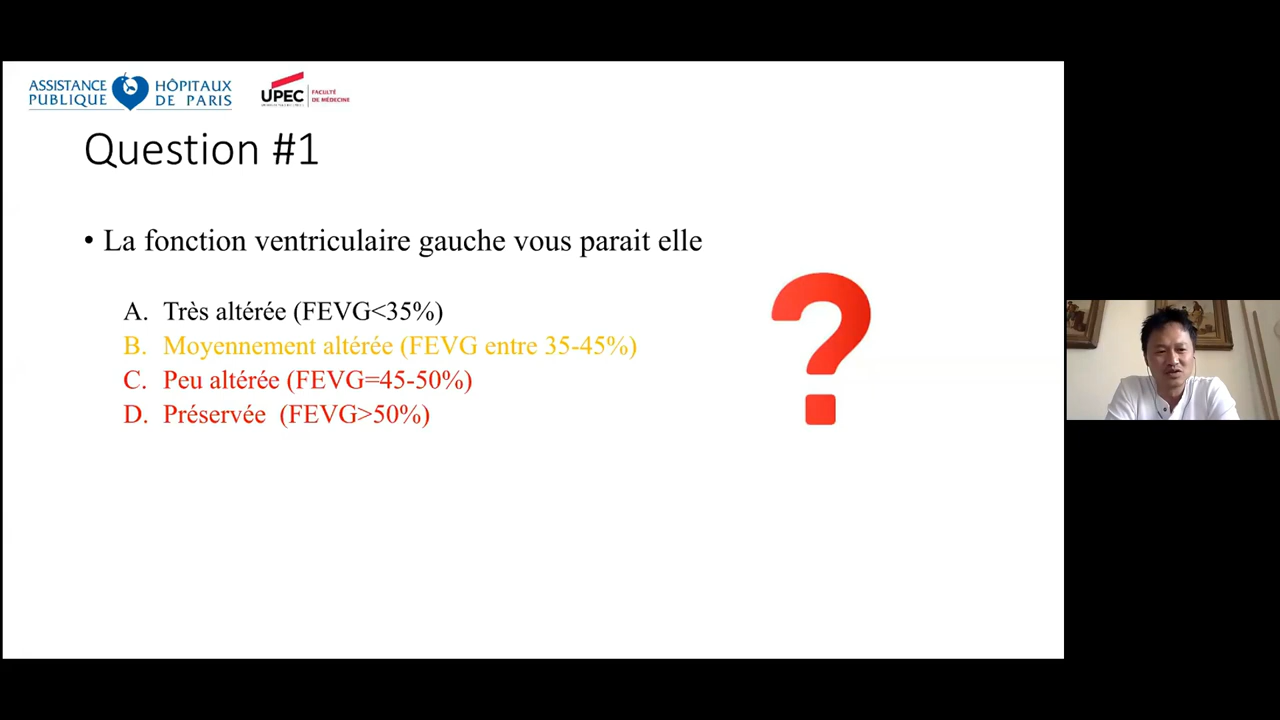 ASSISTANCE HÔPITAUX
PUBLIQUE DE PARIS
UPEC FACULTÉ
DE MÉDECINE
Question #1
• La fonction ventriculaire gauche vous parait elle
A. Très altérée (FEVG<35%)
B. Moyennement altérée (FEVG entre 35-45%)
C. Peu altérée (FEVG=45-50%)
D. Préservée (FEVG>50%)
?